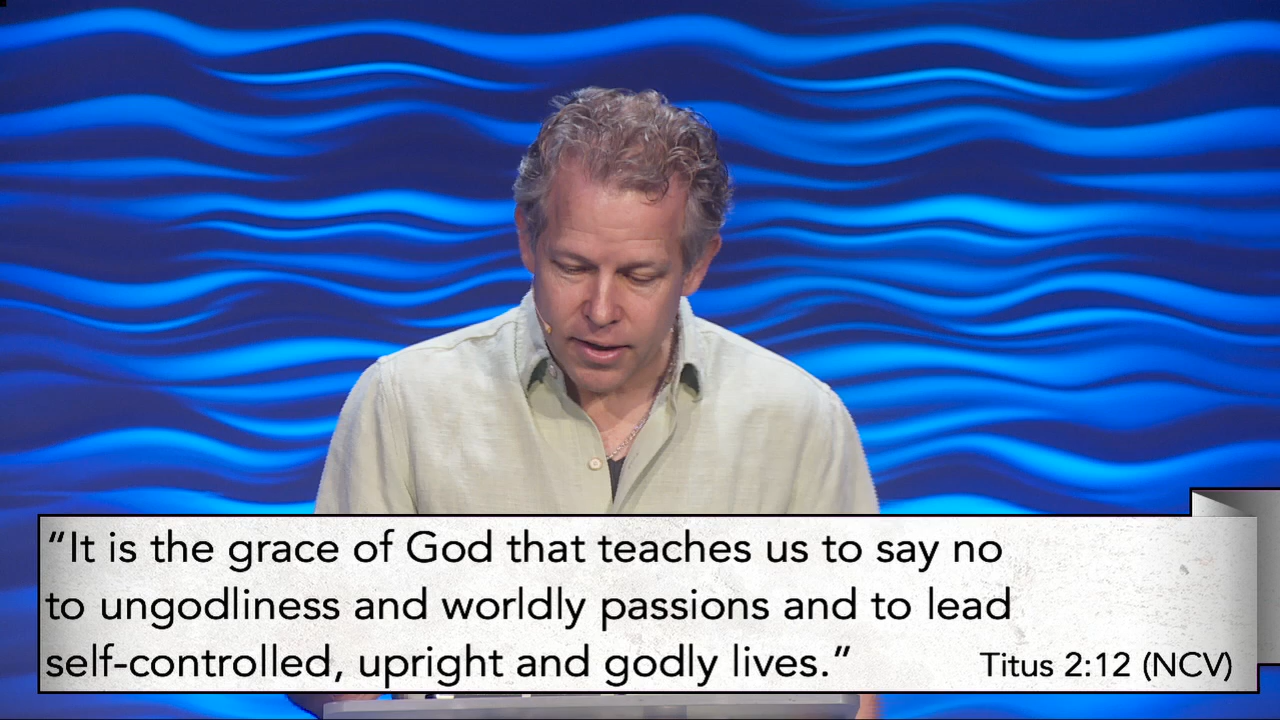 “It is the grace of God that teaches us to say no
to ungodliness and worldly passions and to lead
self-controlled, upright and godly lives.”
Titus 2:12 (NCV)